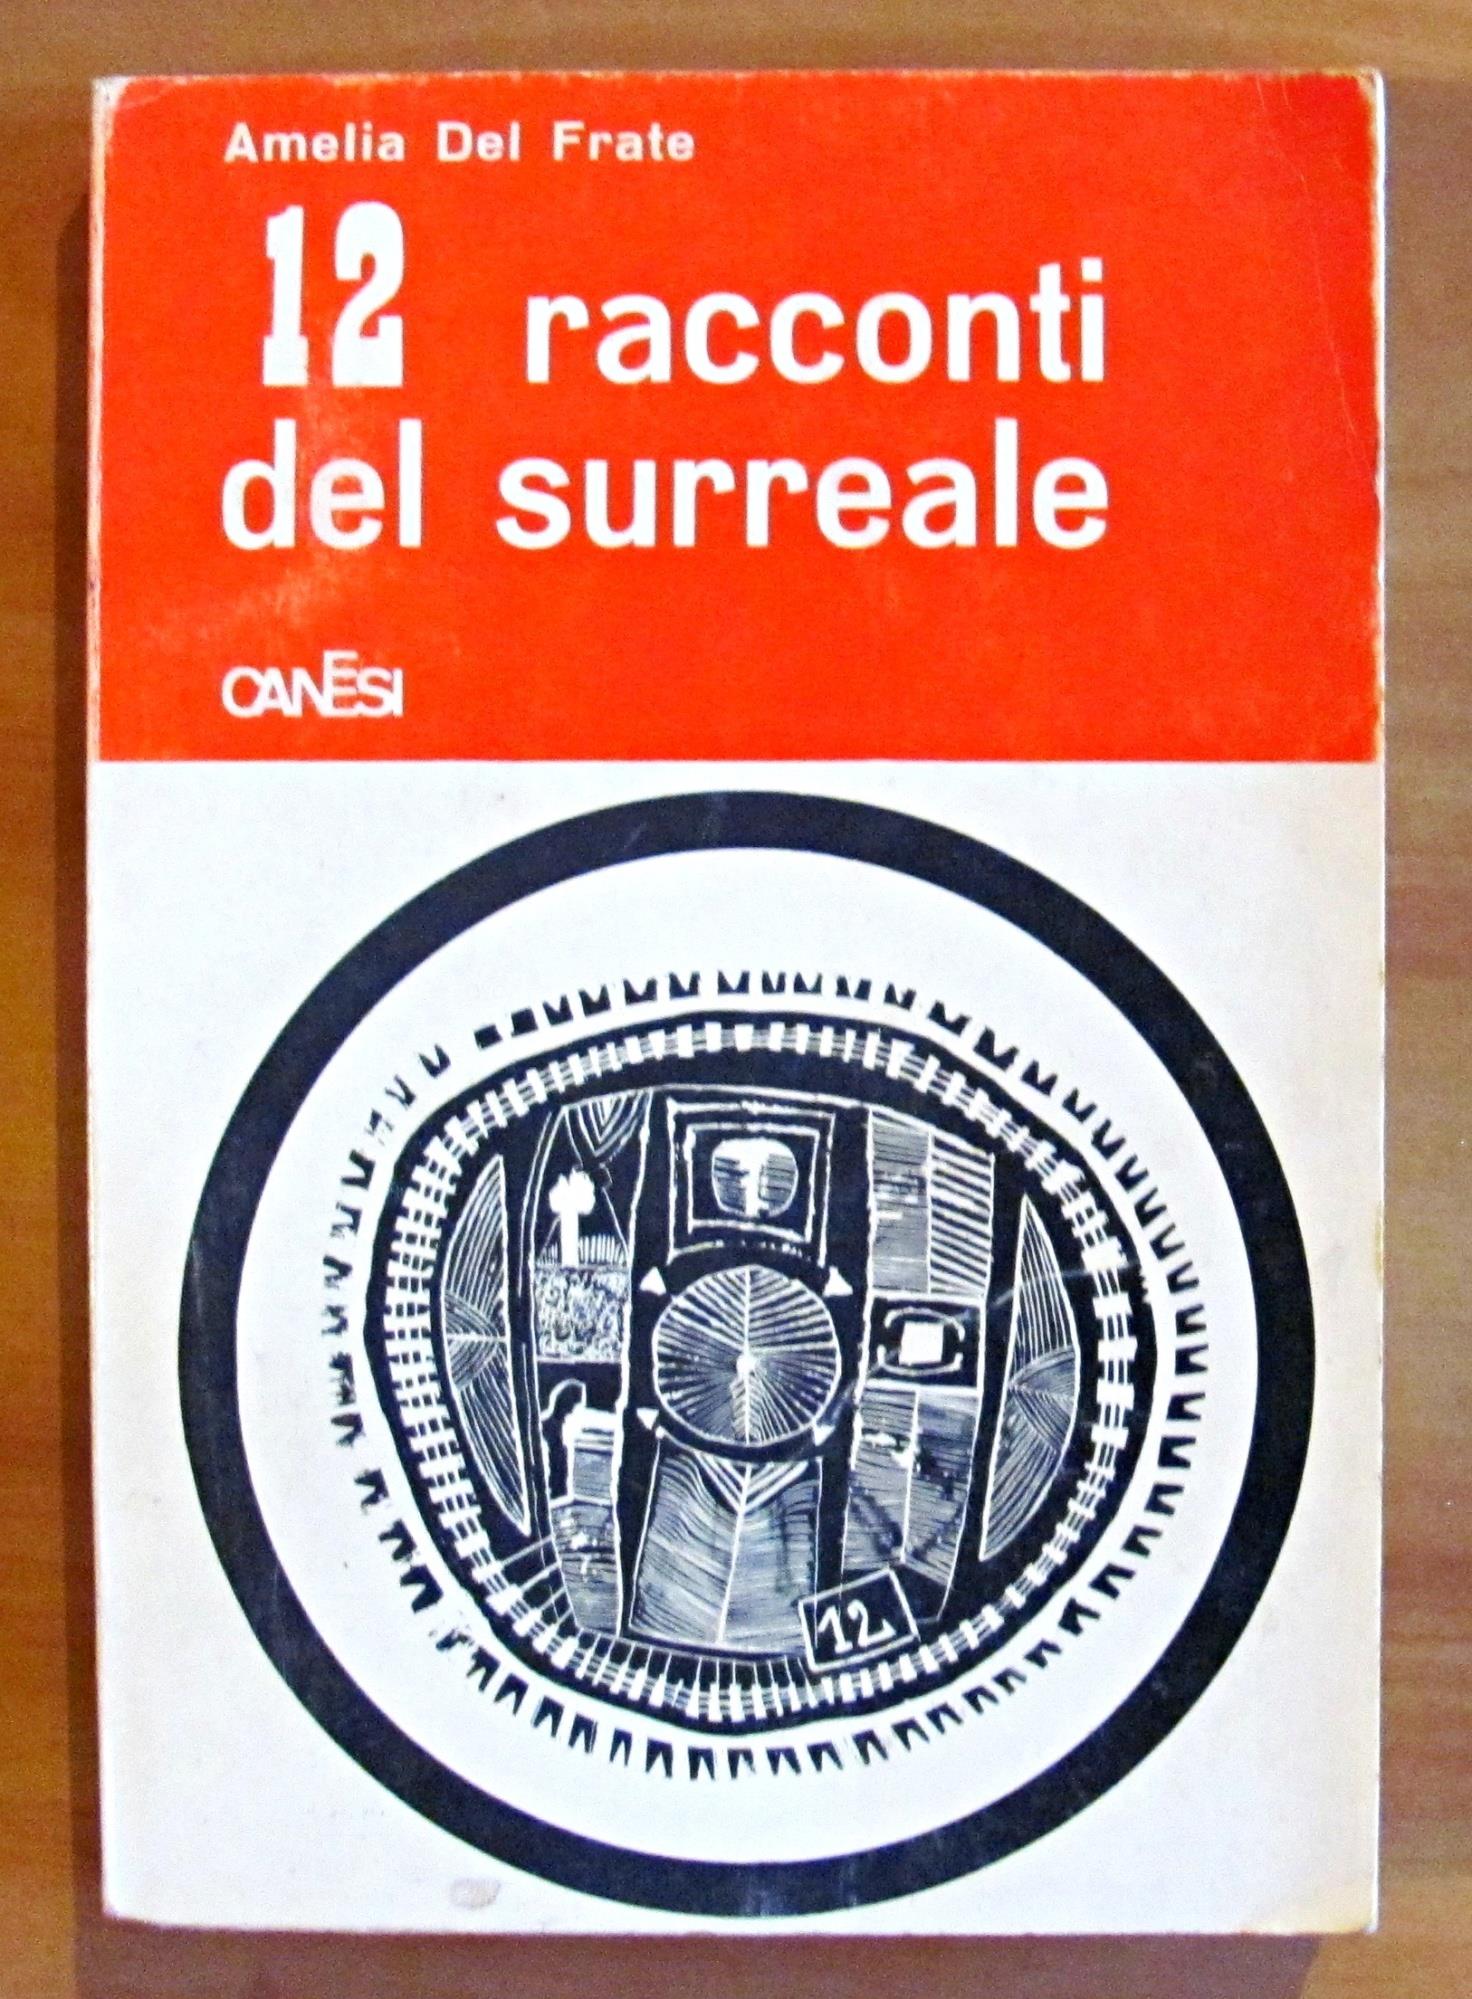 Amelia Del Frate
12 racconti
del surreale
CANESI
12